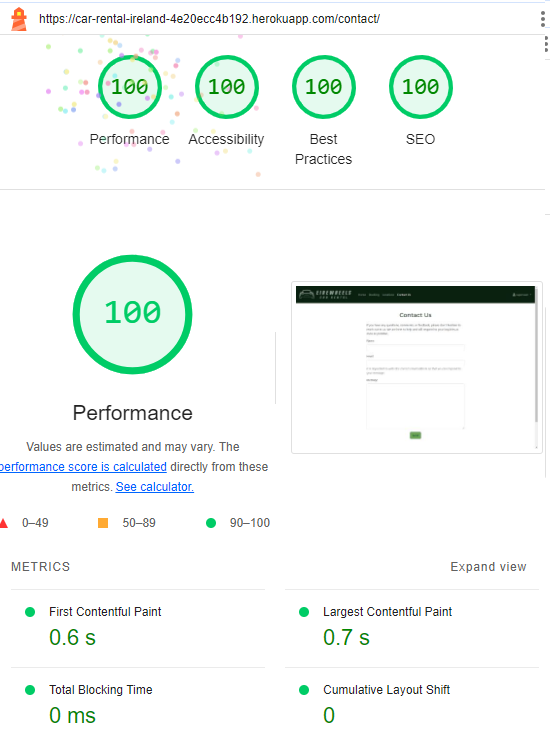 https://car-rental-ireland-4e20ecc4b192.herokuapp.com/contact/
100
100
100
100
Performance
Accessibility
Best
Practices
SEO
100
Performance
Values are estimated and may vary. The
performance score is calculated directly from these
metrics. See calculator.
0–49
50–89
90–100
Contact Us
METRICS
Expand view
First Contentful Paint
0.6 s
Largest Contentful Paint
0.7 s
Total Blocking Time
0 ms
Cumulative Layout Shift
0